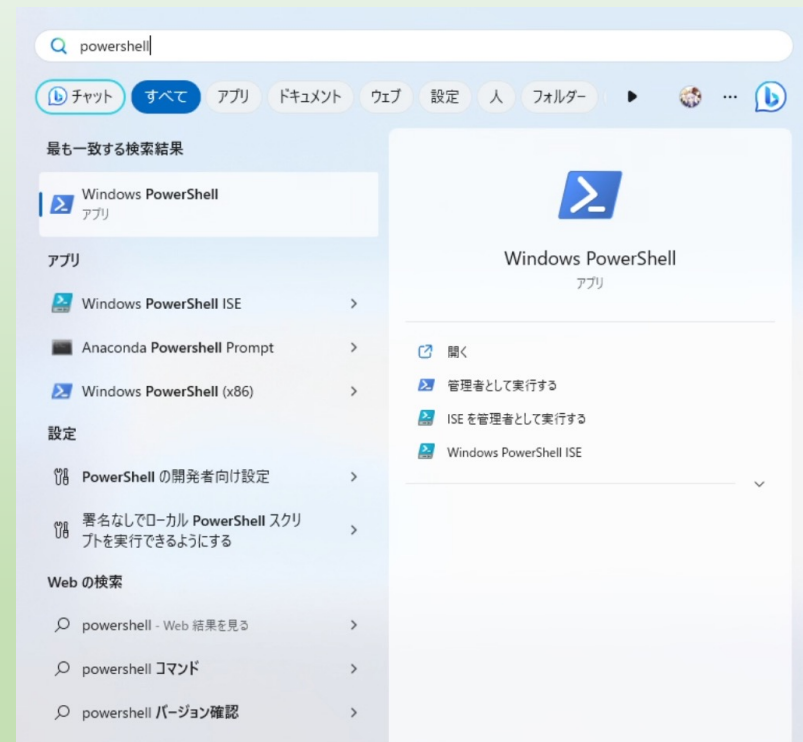 powershell
チャット すべて アプリ ドキュメント ウェブ 設定 人 フォルダー
最も一致する検索結果
Windows PowerShell
アプリ
アプリ
Windows PowerShell ISE
Anaconda Powershell Prompt
Windows PowerShell (x86)
設定
PowerShell の開発者向け設定
署名なしでローカル PowerShell スクリ
プトを実行できるようにする
Web の検索
powershell - Web 結果を見る
powershell コマンド
powershell バージョン確認
Windows PowerShell
アプリ
開く
管理者として実行する
ISE を管理者として実行する
Windows PowerShell ISE